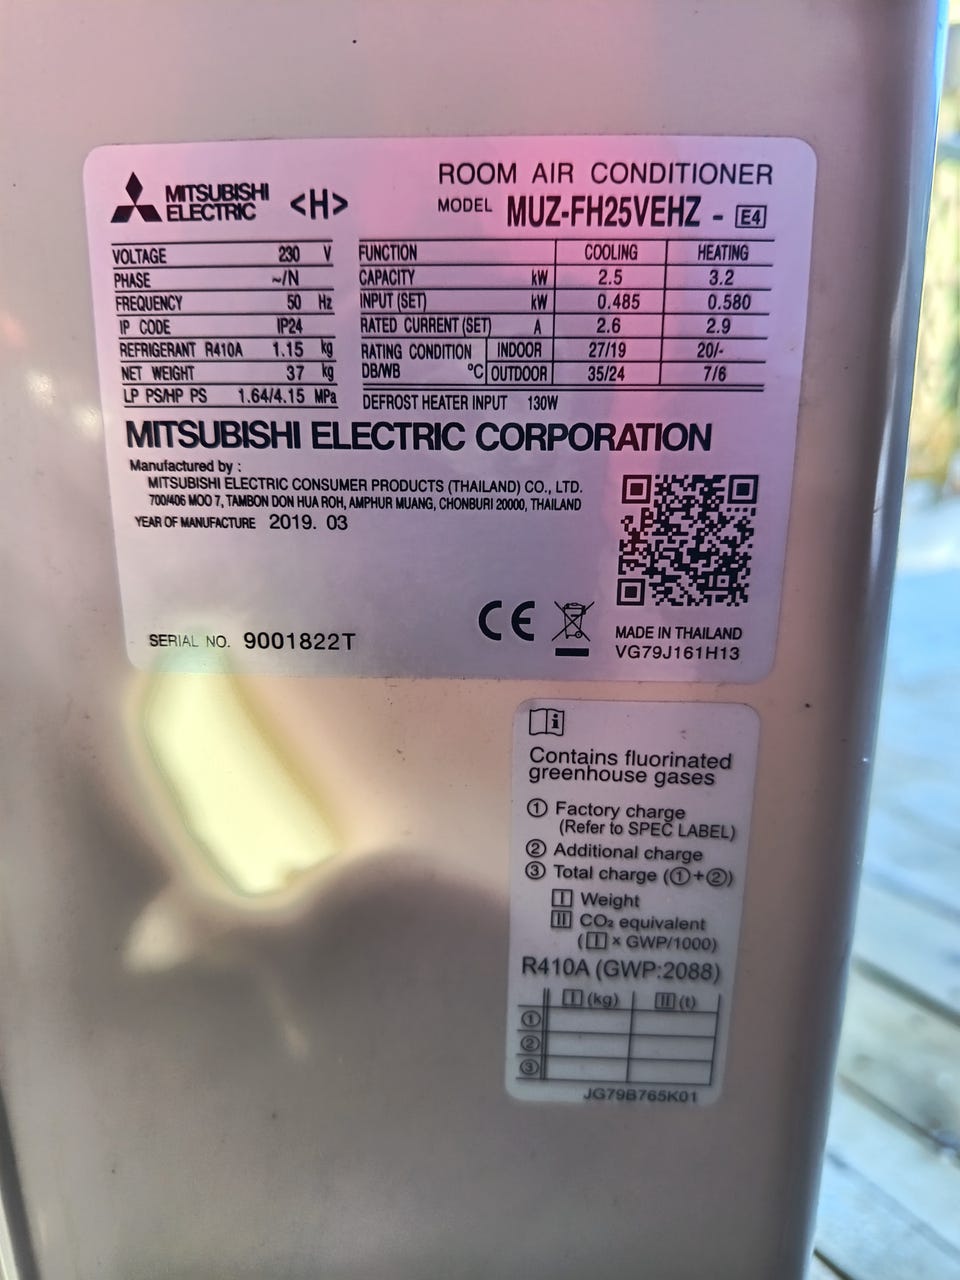 MITSUBISHI ELECTRIC <H>
ROOM AIR CONDITIONER
MODEL MUZ-FH25VEHZ - E4
VOLTAGE 230 V
PHASE ~/N
FREQUENCY 50 Hz
IP CODE IP24
REFRIGERANT R410A 1.15 kg
NET WEIGHT 37 kg
LP PS/HP PS 1.64/4.15 MPa
FUNCTION COOLING HEATING
CAPACITY kW 2.5 3.2
INPUT (SET) kW 0.485 0.580
RATED CURRENT (SET) A 2.6 2.9
RATING CONDITION INDOOR 27/19 20/-
DB/WB °C OUTDOOR 35/24 7/6
DEFROST HEATER INPUT 130W
MITSUBISHI ELECTRIC CORPORATION
Manufactured by :
MITSUBISHI ELECTRIC CONSUMER PRODUCTS (THAILAND) CO., LTD.
700/406 MOO 7, TAMBON DON HUA ROH, AMPHUR MUANG, CHONBURI 20000, THAILAND
YEAR OF MANUFACTURE 2019. 03
SERIAL NO. 9001822T
CE
MADE IN THAILAND
VG79J161H13
i
Contains fluorinated
greenhouse gases
① Factory charge
(Refer to SPEC LABEL)
② Additional charge
③ Total charge (①+②)
I Weight
II CO₂ equivalent
(I × GWP/1000)
R410A (GWP:2088)
I (kg) II (t)
①
②
③
JG79B765K01